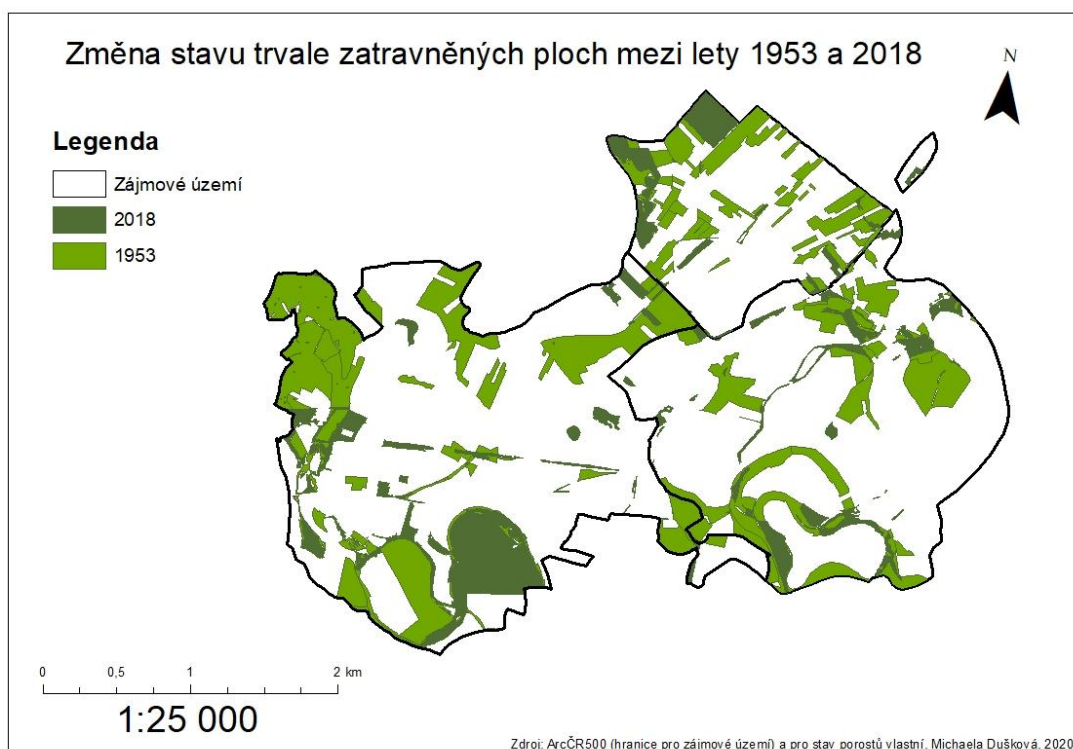 Změna stavu trvale zatravněných ploch mezi lety 1953 a 2018
N
Legenda
Zájmové území
2018
1953
0 0,5 1 2 km
1:25 000
Zdroj: ArcČR500 (hranice pro zájmové území) a pro stav porostů vlastní, Michaela Dušková, 2020